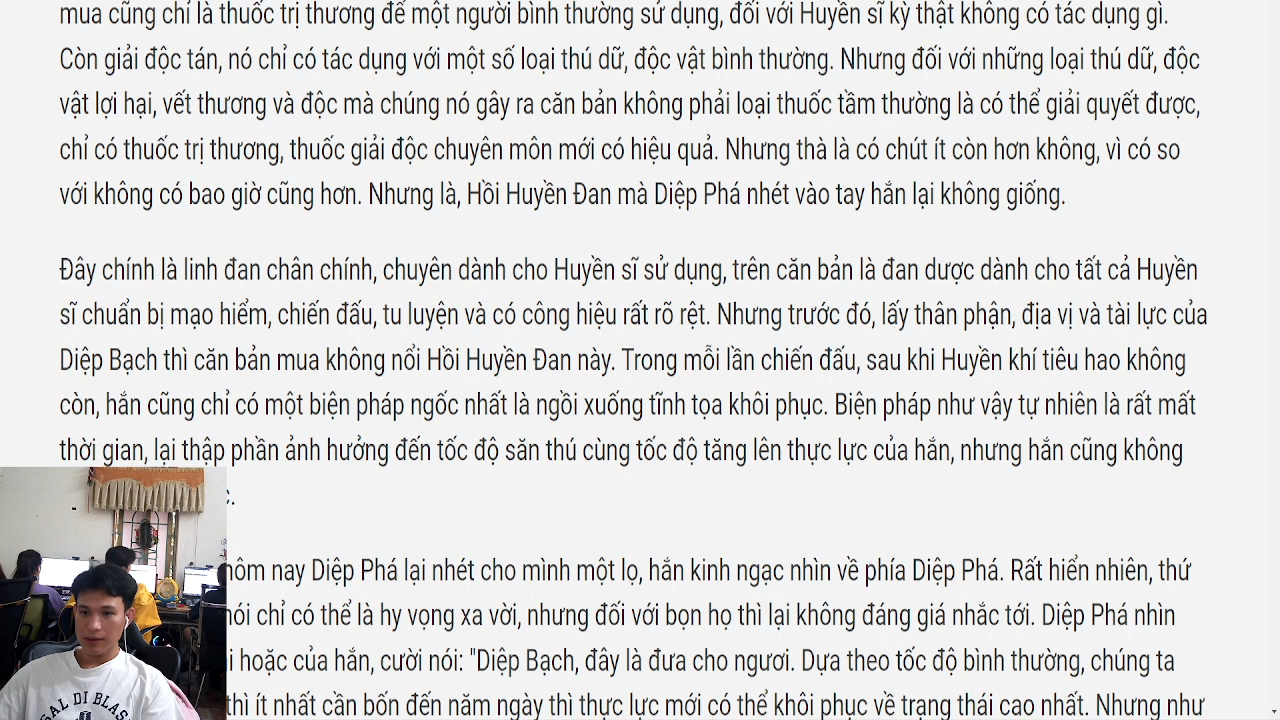 mua cũng chỉ là thuốc trị thương để một người bình thường sử dụng, đối với Huyền sĩ kỳ thật không có tác dụng gì.
Còn giải độc tán, nó chỉ có tác dụng với một số loại thú dữ, độc vật bình thường. Nhưng đối với những loại thú dữ, độc
vật lợi hại, vết thương và độc mà chúng nó gây ra căn bản không phải loại thuốc tầm thường là có thể giải quyết được,
chỉ có thuốc trị thương, thuốc giải độc chuyên môn mới có hiệu quả. Nhưng thà là có chút ít còn hơn không, vì có so
với không có bao giờ cũng hơn. Nhưng là, Hồi Huyền Đan mà Diệp Phá nhét vào tay hắn lại không giống.
Đây chính là linh đan chân chính, chuyên dành cho Huyền sĩ sử dụng, trên căn bản là đan dược dành cho tất cả Huyền
sĩ chuẩn bị mạo hiểm, chiến đấu, tu luyện và có công hiệu rất rõ rệt. Nhưng trước đó, lấy thân phận, địa vị và tài lực của
Diệp Bạch thì căn bản mua không nổi Hồi Huyền Đan này. Trong mỗi lần chiến đấu, sau khi Huyền khí tiêu hao không
còn, hắn cũng chỉ có một biện pháp ngốc nhất là ngồi xuống tĩnh tọa khôi phục. Biện pháp như vậy tự nhiên là rất mất
thời gian, lại thập phần ảnh hưởng đến tốc độ săn thú cùng tốc độ tăng lên thực lực của hắn, nhưng hắn cũng không
c.
hôm nay Diệp Phá lại nhét cho mình một lọ, hắn kinh ngạc nhìn về phía Diệp Phá. Rất hiển nhiên, thứ
nói chỉ có thể là hy vọng xa vời, nhưng đối với bọn họ thì lại không đáng giá nhắc tới. Diệp Phá nhìn
i hoặc của hắn, cười nói: "Diệp Bạch, đây là đưa cho ngươi. Dựa theo tốc độ bình thường, chúng ta
thì ít nhất cần bốn đến năm ngày thì thực lực mới có thể khôi phục về trạng thái cao nhất. Nhưng như